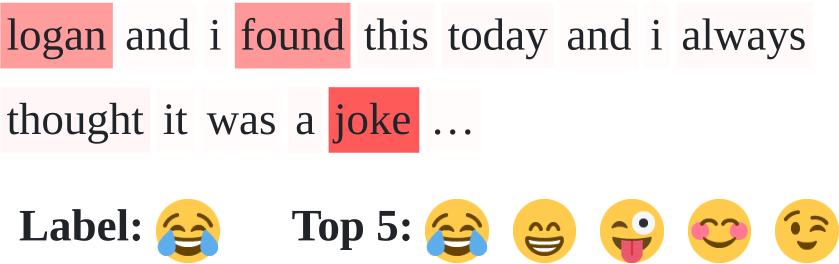 logan and i found this today and i always
thought it was a joke ...
Label: 😂 Top 5: 😂 😁 😜 😊 😉